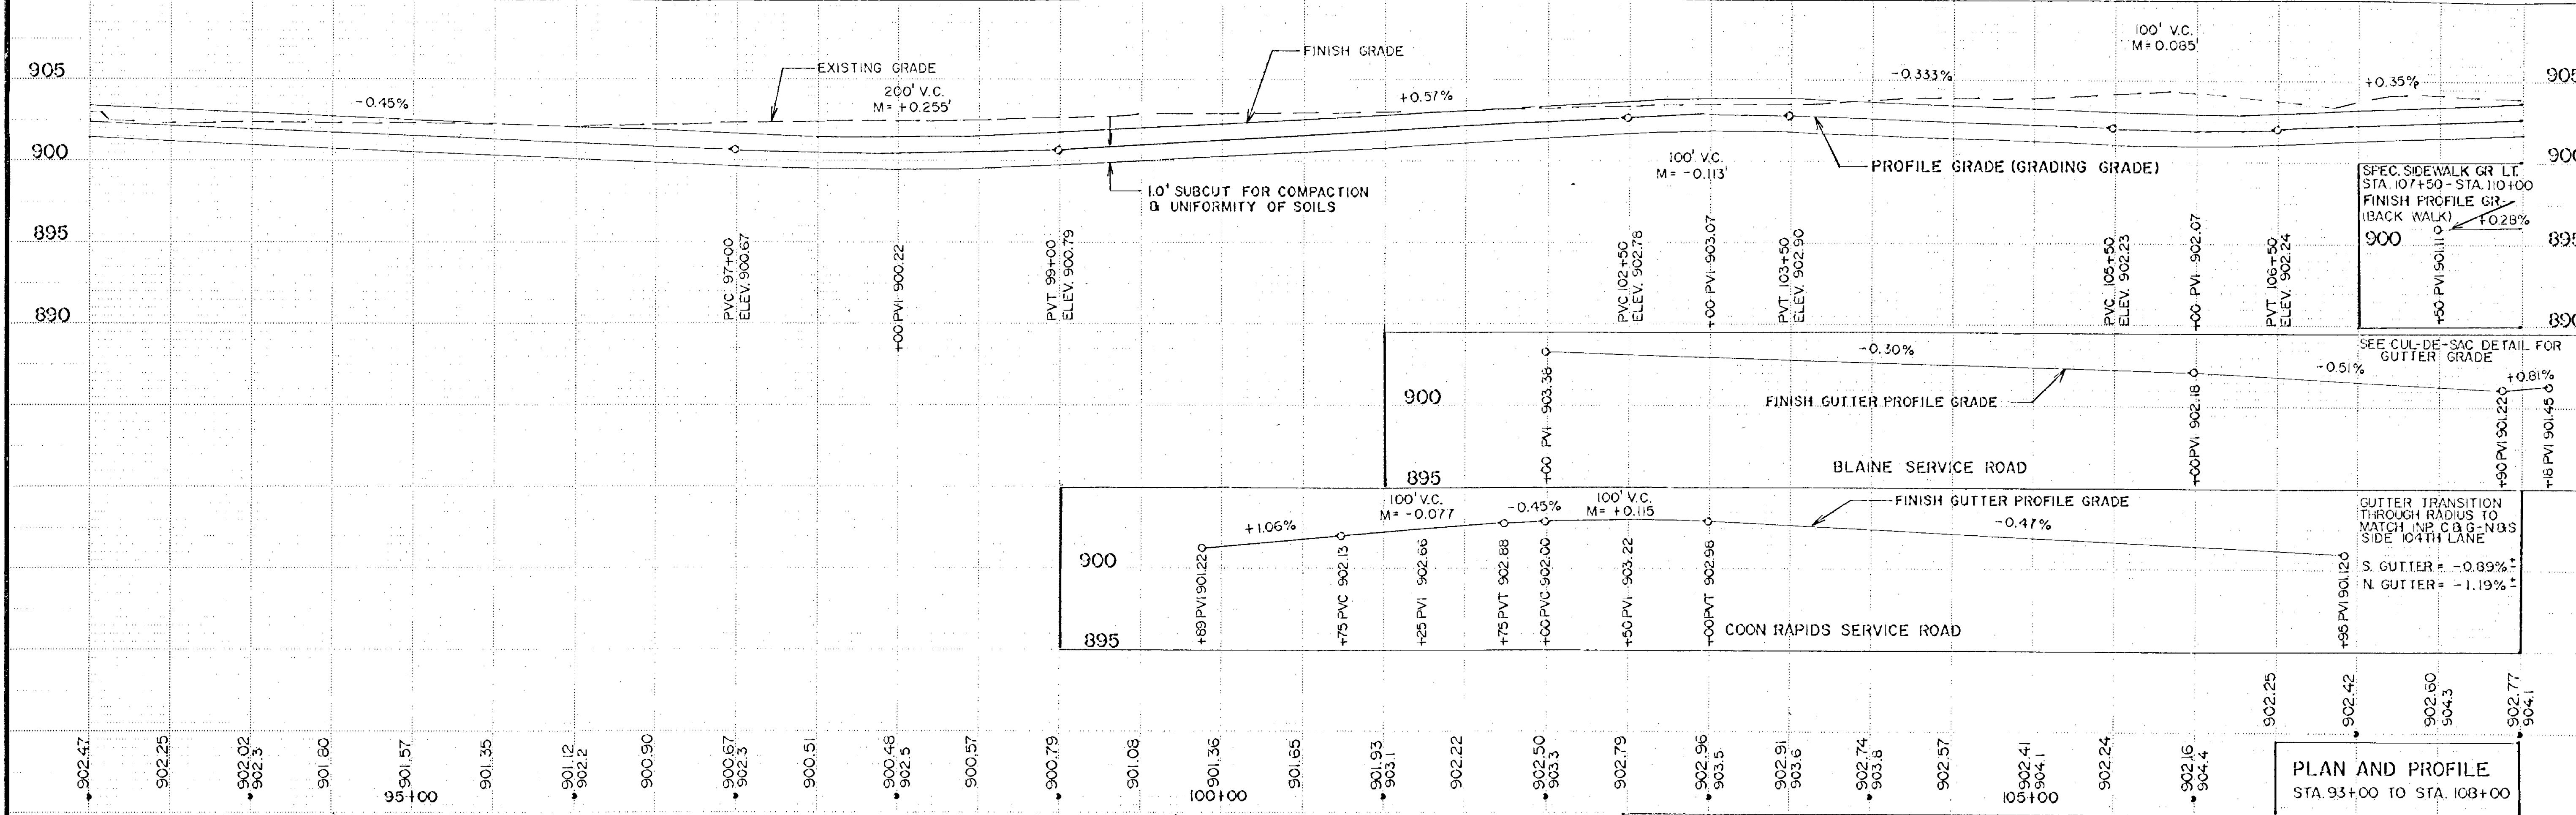 905
900
895
890
905
900
895
890
-0.45%
EXISTING GRADE
200' V.C.
M= +0.255'
FINISH GRADE
+0.57%
-0.333%
100' V.C.
M= 0.085'
+0.35%
1.0' SUBCUT FOR COMPACTION
& UNIFORMITY OF SOILS
100' V.C.
M= -0.113'
PROFILE GRADE (GRADING GRADE)
SPEC. SIDEWALK GR LT.
STA. 107+50 - STA. 110+00
FINISH PROFILE GR.
(BACK WALK)
+0.28%
900
+50 PVI 901.11
PVC 97+00
ELEV. 900.67
+00 PVI 900.22
PVT 99+00
ELEV. 900.79
PVC 102+50
ELEV. 902.78
+00 PVI 903.07
PVT 103+50
ELEV. 902.90
PVC 105+50
ELEV. 902.23
+00 PVI 902.07
PVT 106+50
ELEV. 902.24
900
895
+00 PVI 903.38
-0.30%
FINISH GUTTER PROFILE GRADE
BLAINE SERVICE ROAD
+00 PVI 902.18
-0.51%
SEE CUL-DE-SAC DETAIL FOR
GUTTER GRADE
+0.81%
+90 PVI 901.22
+18 PVI 901.45
900
895
+89 PVI 901.22
+1.06%
+75 PVC 902.13
100' V.C.
M= -0.077
+25 PVI 902.66
+75 PVT 902.88
-0.45%
+00 PVC 902.00
100' V.C.
M= +0.115
+50 PVI 903.22
+00 PVT 902.98
FINISH GUTTER PROFILE GRADE
-0.47%
COON RAPIDS SERVICE ROAD
+95 PVI 901.12
GUTTER TRANSITION
THROUGH RADIUS TO
MATCH INP. C & G-N & S
SIDE 104TH LANE
S. GUTTER = -0.89% ±
N. GUTTER = -1.19% ±
902.47
902.25
902.02
902.3
901.80
901.57
901.35
901.12
902.2
900.90
900.67
902.3
900.51
900.48
902.5
900.57
900.79
901.08
901.36
901.65
901.93
903.1
902.22
902.50
903.3
902.79
902.96
903.5
902.91
903.6
902.74
903.8
902.57
902.41
904.1
902.24
902.16
904.4
902.25
902.42
902.60
904.3
902.77
904.1
95+00
100+00
105+00
PLAN AND PROFILE
STA. 93+00 TO STA. 108+00